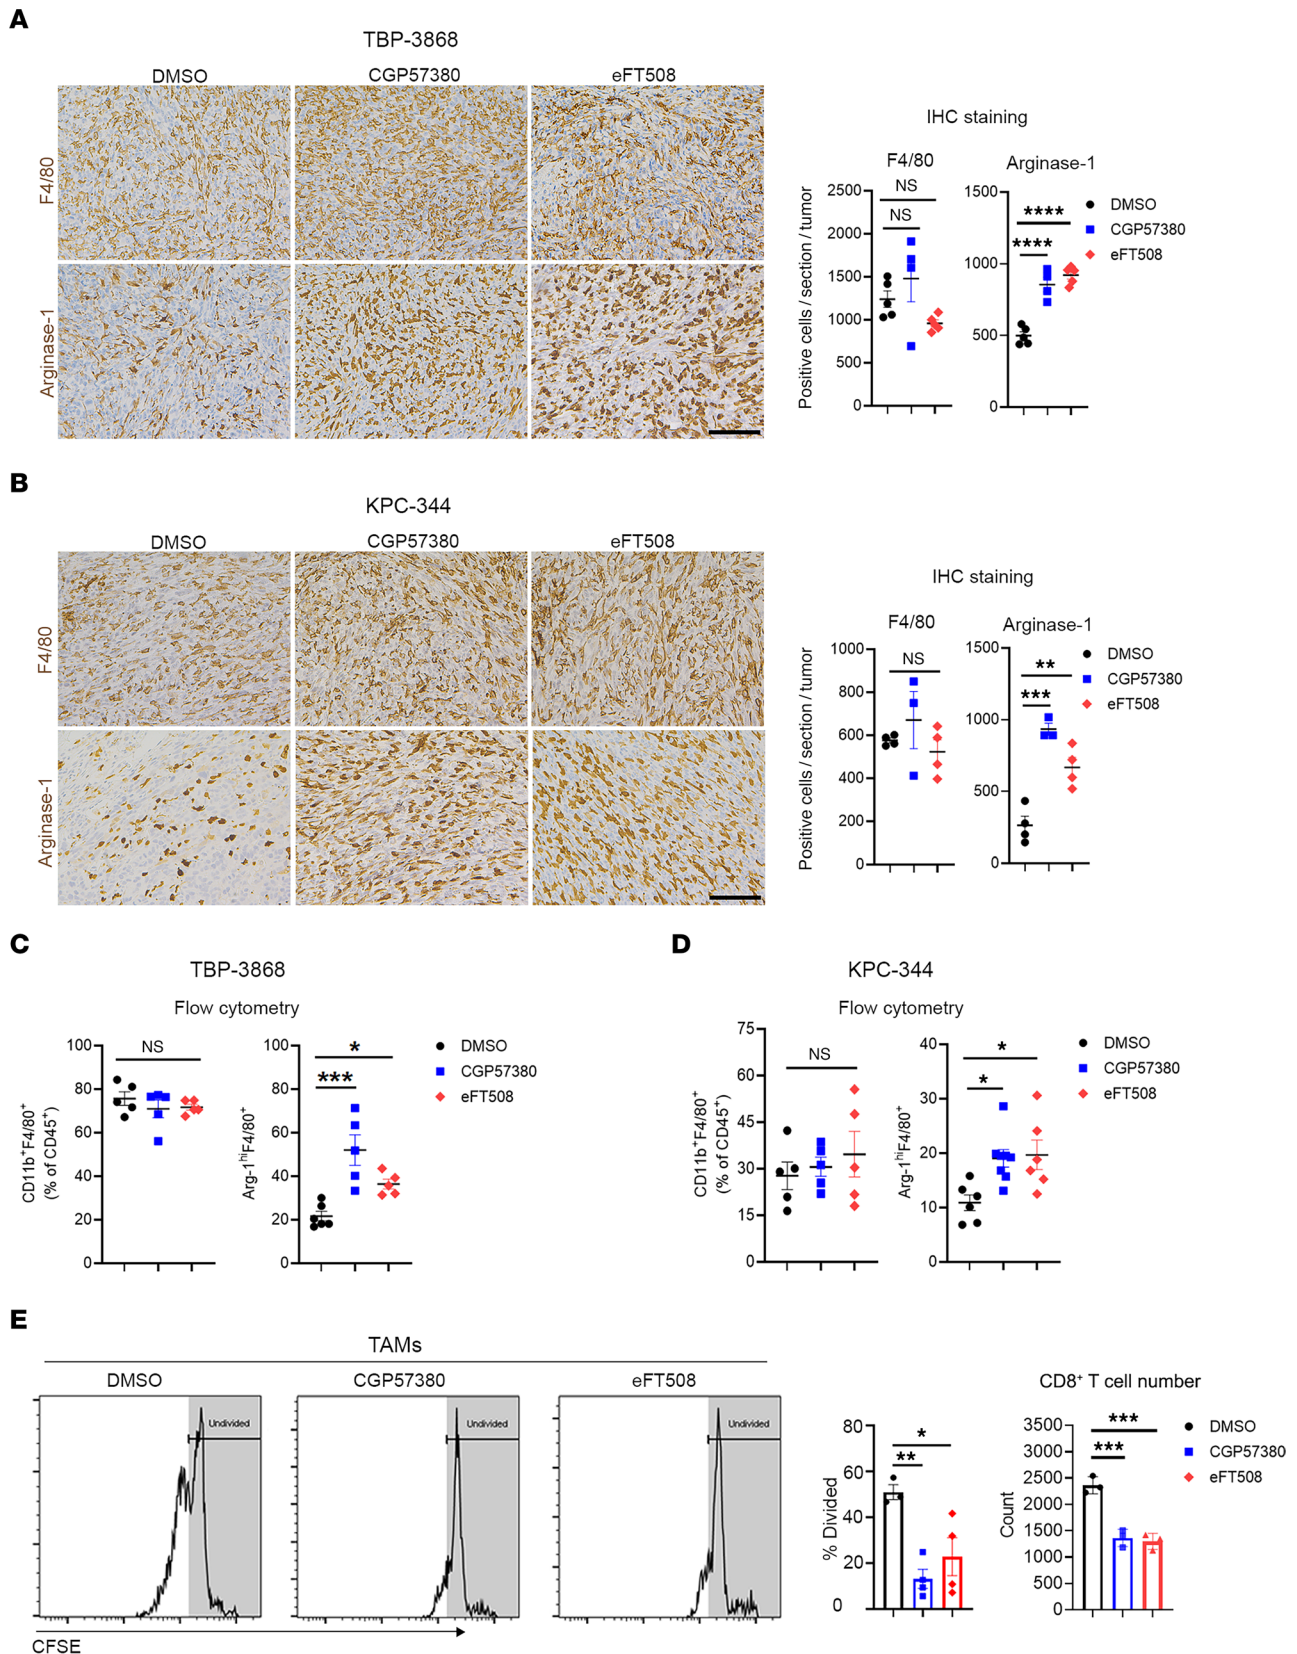 A
TBP-3868
DMSO CGP57380 eFT508
F4/80
Arginase-1
IHC staining
F4/80 Arginase-1
Positive cells / section / tumor
2500
2000
1500
1000
500
0
NS
NS
1500
1000
500
0
****
****
DMSO
CGP57380
eFT508
B
KPC-344
DMSO CGP57380 eFT508
F4/80
Arginase-1
IHC staining
F4/80 Arginase-1
Positive cells / section / tumor
1000
800
600
400
200
0
NS
1500
1000
500
0
**
***
DMSO
CGP57380
eFT508
C
TBP-3868
Flow cytometry
CD11b⁺F4/80⁺
(% of CD45⁺)
100
80
60
40
20
0
NS
Arg-1ʰⁱF4/80⁺
100
80
60
40
20
0
*
***
DMSO
CGP57380
eFT508
D
KPC-344
Flow cytometry
CD11b⁺F4/80⁺
(% of CD45⁺)
75
60
45
30
15
0
NS
Arg-1ʰⁱF4/80⁺
40
30
20
10
0
*
*
DMSO
CGP57380
eFT508
E
TAMs
DMSO CGP57380 eFT508
Undivided Undivided Undivided
CFSE
% Divided
80
60
40
20
0
*
**
CD8⁺ T cell number
Count
3500
3000
2500
2000
1500
1000
500
0
***
***
DMSO
CGP57380
eFT508